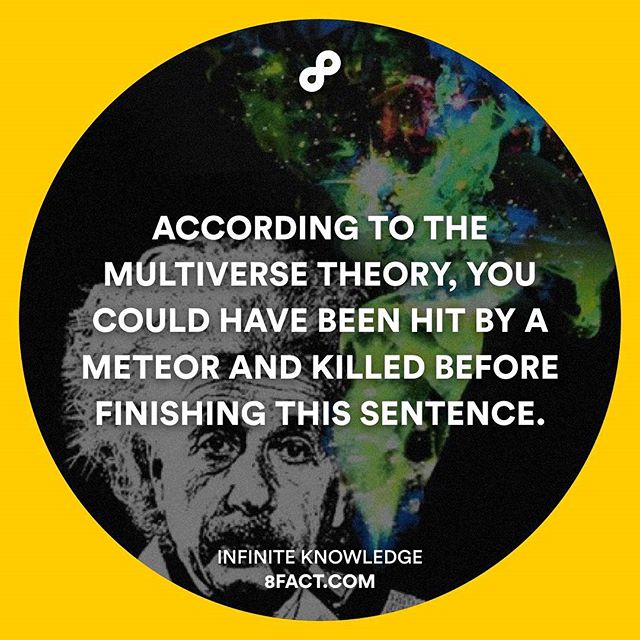 ACCORDING TO THE
MULTIVERSE THEORY, YOU
COULD HAVE BEEN HIT BY A
METEOR AND KILLED BEFORE
FINISHING THIS SENTENCE.
INFINITE KNOWLEDGE
8FACT.COM